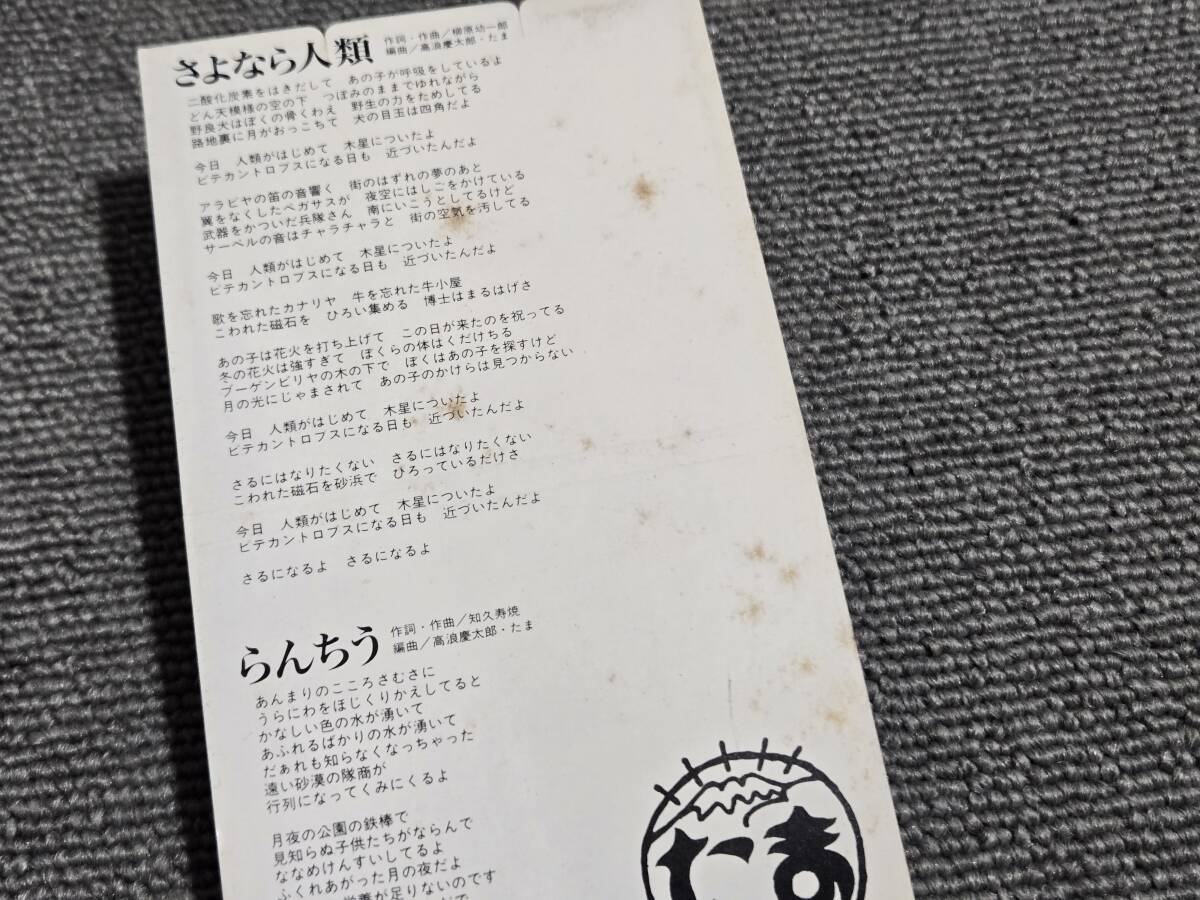 さよなら人類
作詞・作曲／柳原幼一郎
編曲／高浪慶太郎・たま
二酸化炭素をはきだして　あの子が呼吸をしているよ
どん天模様の空の下　つぼみのままでゆれながら
野良犬はぼくの骨くわえ　野生の力をためしてる
路地裏に月がおっこちて　犬の目玉は四角だよ
今日　人類がはじめて　木星についたよ
ピテカントロプスになる日も　近づいたんだよ
アラビヤの笛の音響く　街のはずれの夢のあと
翼をなくしたペガサスが　夜空にはしごをかけている
武器をかついだ兵隊さん　南にいこうとしてるけど
サーベルの音はチャラチャラと　街の空気を汚してる
今日　人類がはじめて　木星についたよ
ピテカントロプスになる日も　近づいたんだよ
歌を忘れたカナリヤ　牛を忘れた牛小屋
こわれた磁石を　ひろい集める　博士はまるはげさ
あの子は花火を打ち上げて　この日が来たのを祝ってる
冬の花火は強すぎて　ぼくらの体はくだけちる
ブーゲンビリヤの木の下で　ぼくはあの子を探すけど
月の光にじゃまされて　あの子のかけらは見つからない
今日　人類がはじめて　木星についたよ
ピテカントロプスになる日も　近づいたんだよ
さるにはなりたくない　さるにはなりたくない
こわれた磁石を砂浜で　ひろっているだけさ
今日　人類がはじめて　木星についたよ
ピテカントロプスになる日も　近づいたんだよ
さるになるよ　さるになるよ
らんちう
作詞・作曲／知久寿焼
編曲／高浪慶太郎・たま
あんまりのこころさむさに
うらにわをほじくりかえしてると
かなしい色の水が湧いて
あふれるばかりの水が湧いて
だぁれも知らなくなっちゃった
遠い砂漠の隊商が
行列になってくみにくるよ
月夜の公園の鉄棒で
見知らぬ子供たちがならんで
ななめけんすいしてるよ
ふくれあがった月の夜だよ
栄養が足りないのです
たま